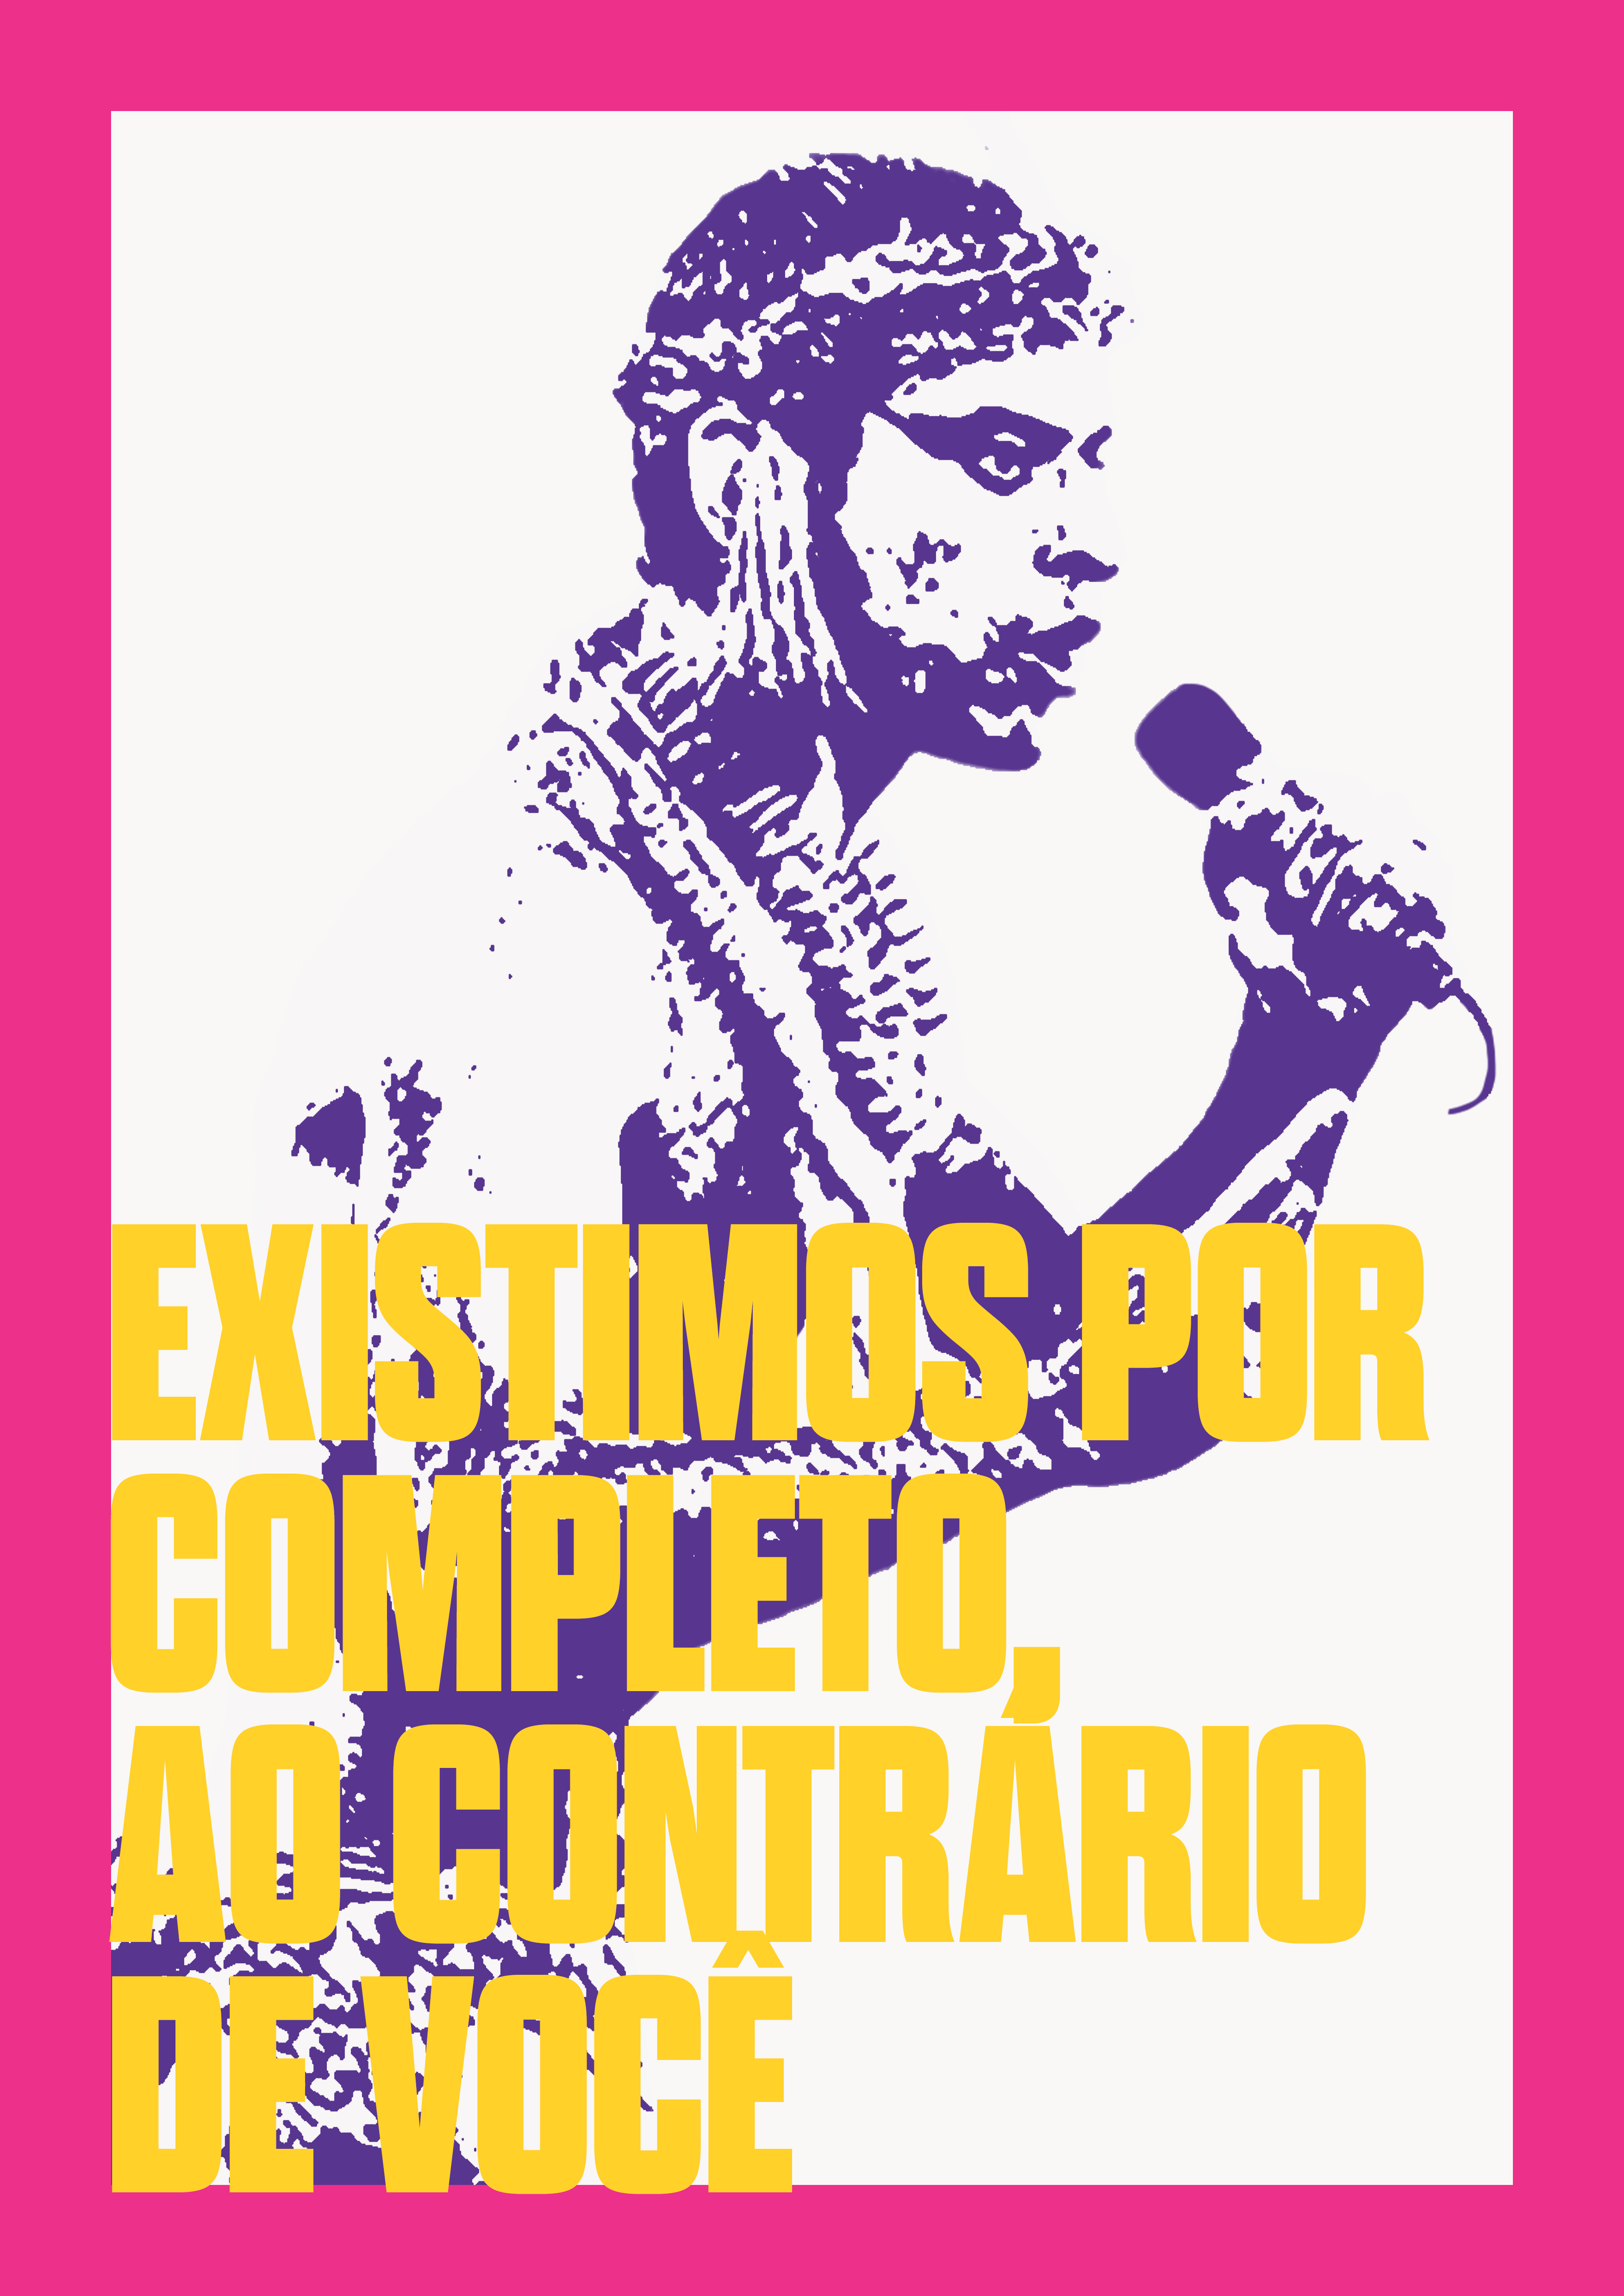 EXISTIMOS POR
COMPLETO,
AO CONTRÁRIO
DE VOCÊ